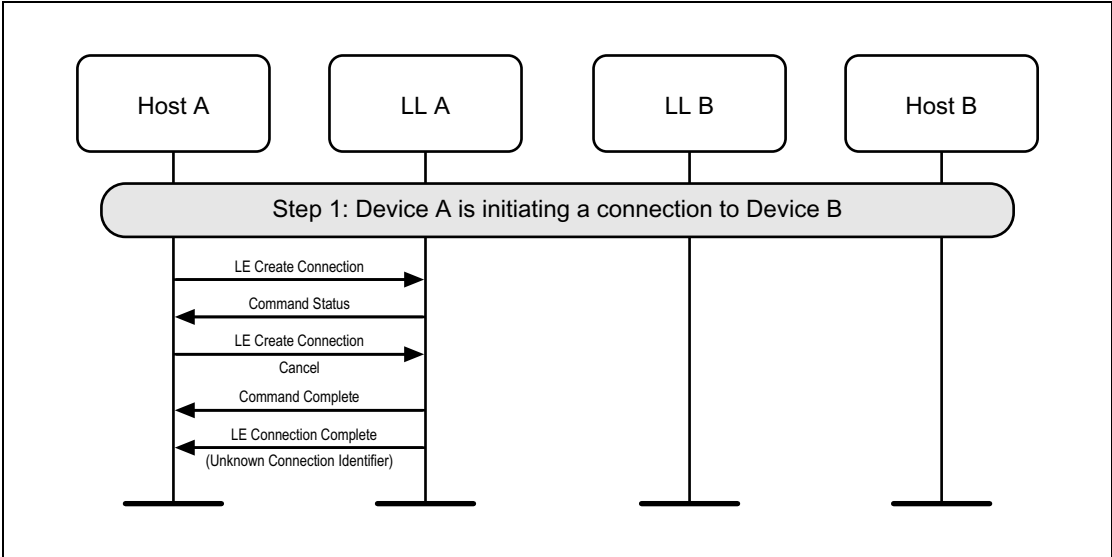 Host A
LL A
LL B
Host B
Step 1: Device A is initiating a connection to Device B
LE Create Connection
Command Status
LE Create Connection
Cancel
Command Complete
LE Connection Complete
(Unknown Connection Identifier)